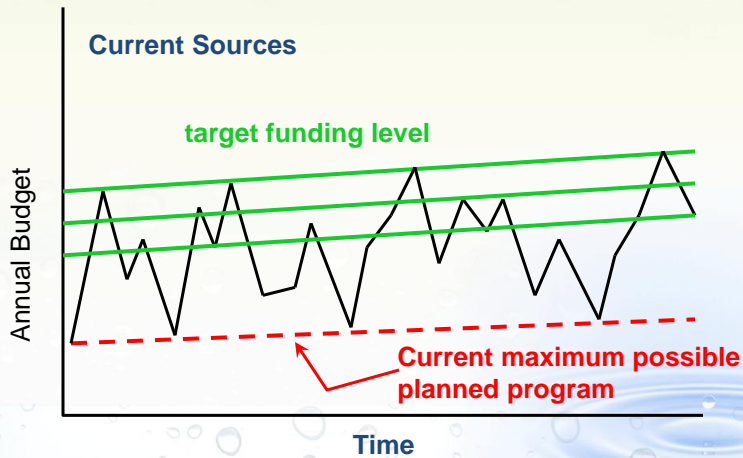 Current Sources
target funding level
Annual Budget
Current maximum possible
planned program
Time